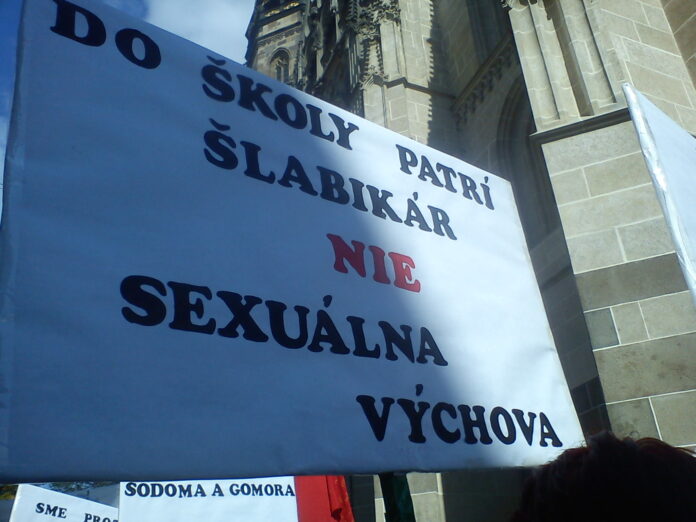 DO ŠKOLY PATRÍ
ŠLABIKÁR
NIE
SEXUÁLNA
VÝCHOVA
SODOMA A GOMORA
SME